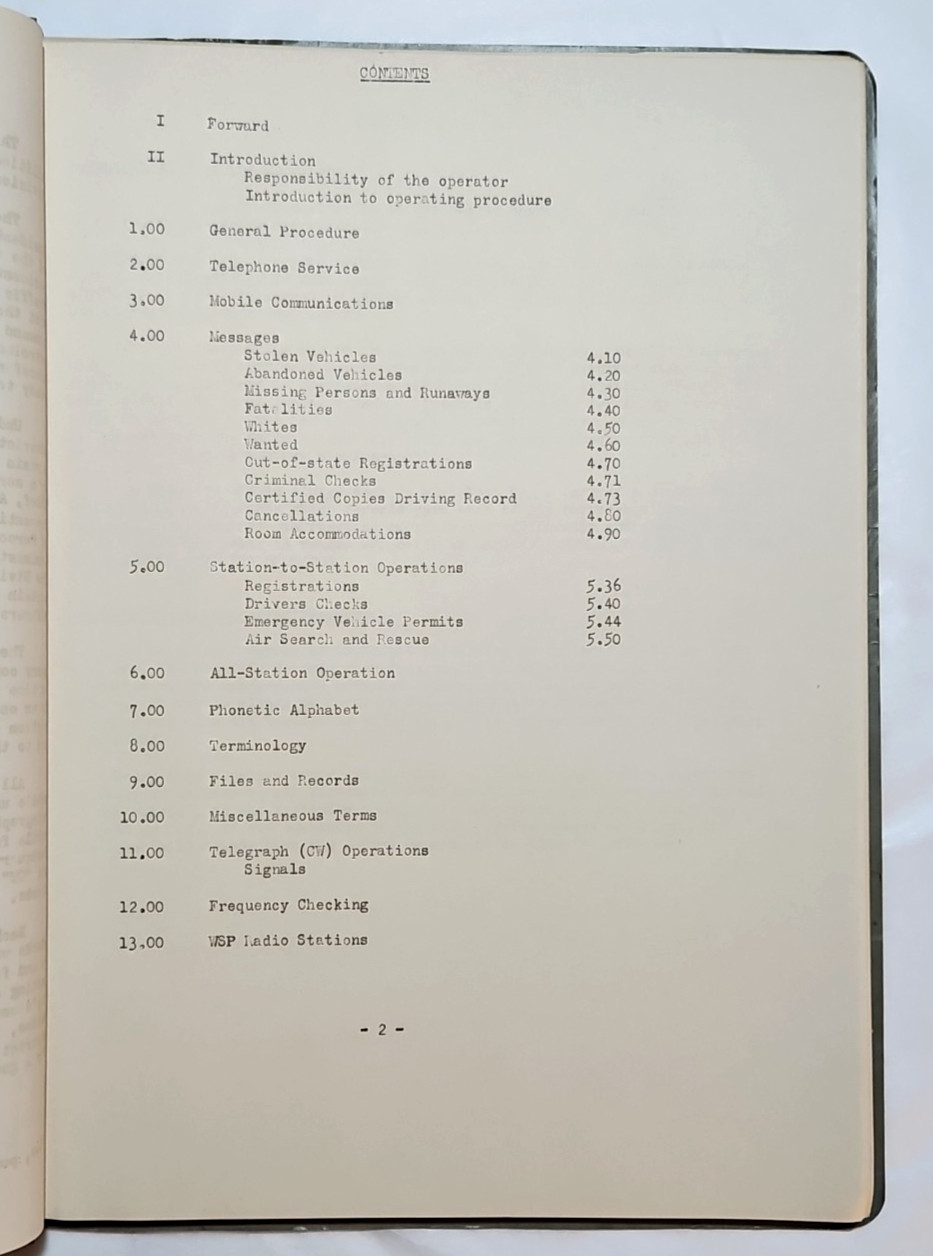 CONTENTS
I Forward
II Introduction
Responsibility of the operator
Introduction to operating procedure
1.00 General Procedure
2.00 Telephone Service
3.00 Mobile Communications
4.00 Messages
Stolen Vehicles 4.10
Abandoned Vehicles 4.20
Missing Persons and Runaways 4.30
Fatalities 4.40
Whites 4.50
Wanted 4.60
Out-of-state Registrations 4.70
Criminal Checks 4.71
Certified Copies Driving Record 4.73
Cancellations 4.80
Room Accommodations 4.90
5.00 Station-to-Station Operations
Registrations 5.36
Drivers Checks 5.40
Emergency Vehicle Permits 5.44
Air Search and Rescue 5.50
6.00 All-Station Operation
7.00 Phonetic Alphabet
8.00 Terminology
9.00 Files and Records
10.00 Miscellaneous Terms
11.00 Telegraph (CW) Operations
Signals
12.00 Frequency Checking
13.00 WSP Radio Stations
- 2 -